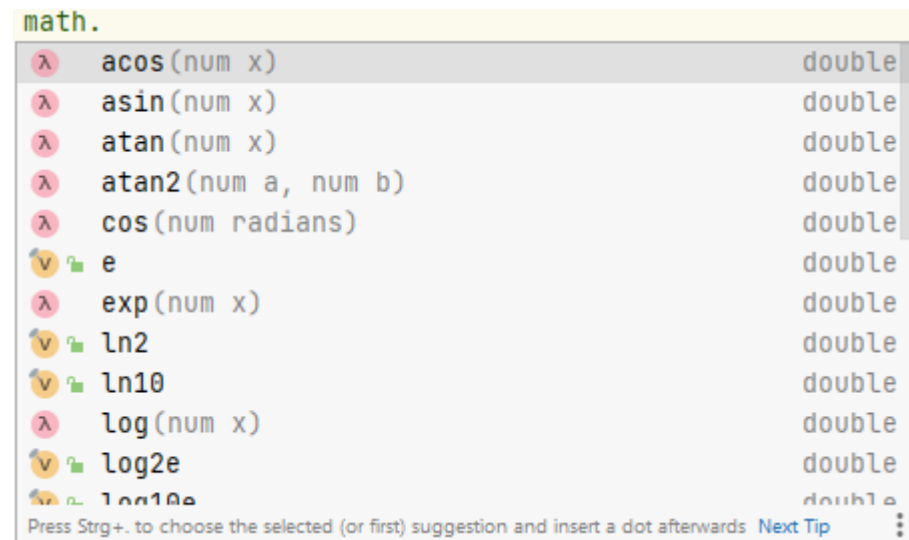 math.
λ acos(num x) double
λ asin(num x) double
λ atan(num x) double
λ atan2(num a, num b) double
λ cos(num radians) double
v e double
λ exp(num x) double
v ln2 double
v ln10 double
λ log(num x) double
v log2e double
v log10e double
Press Strg+. to choose the selected (or first) suggestion and insert a dot afterwards Next Tip